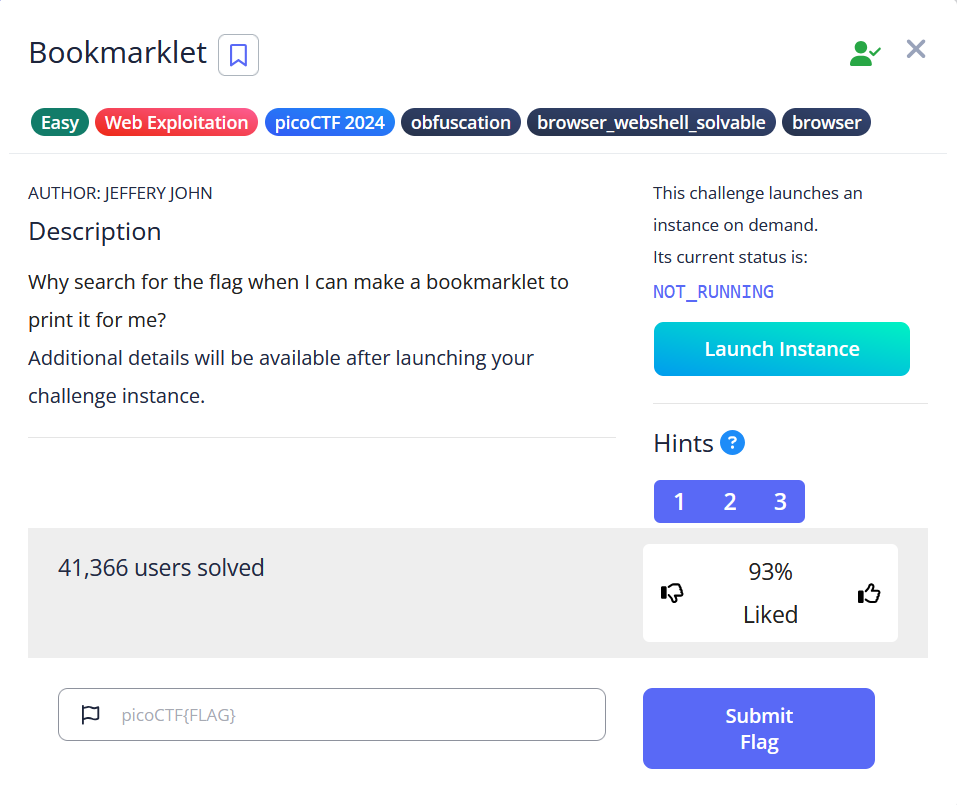 Bookmarklet
Easy Web Exploitation picoCTF 2024 obfuscation browser_webshell_solvable browser
AUTHOR: JEFFERY JOHN
Description
Why search for the flag when I can make a bookmarklet to
print it for me?
Additional details will be available after launching your
challenge instance.
This challenge launches an
instance on demand.
Its current status is:
NOT_RUNNING
Launch Instance
Hints ?
1 2 3
41,366 users solved
93%
Liked
picoCTF{FLAG}
Submit
Flag